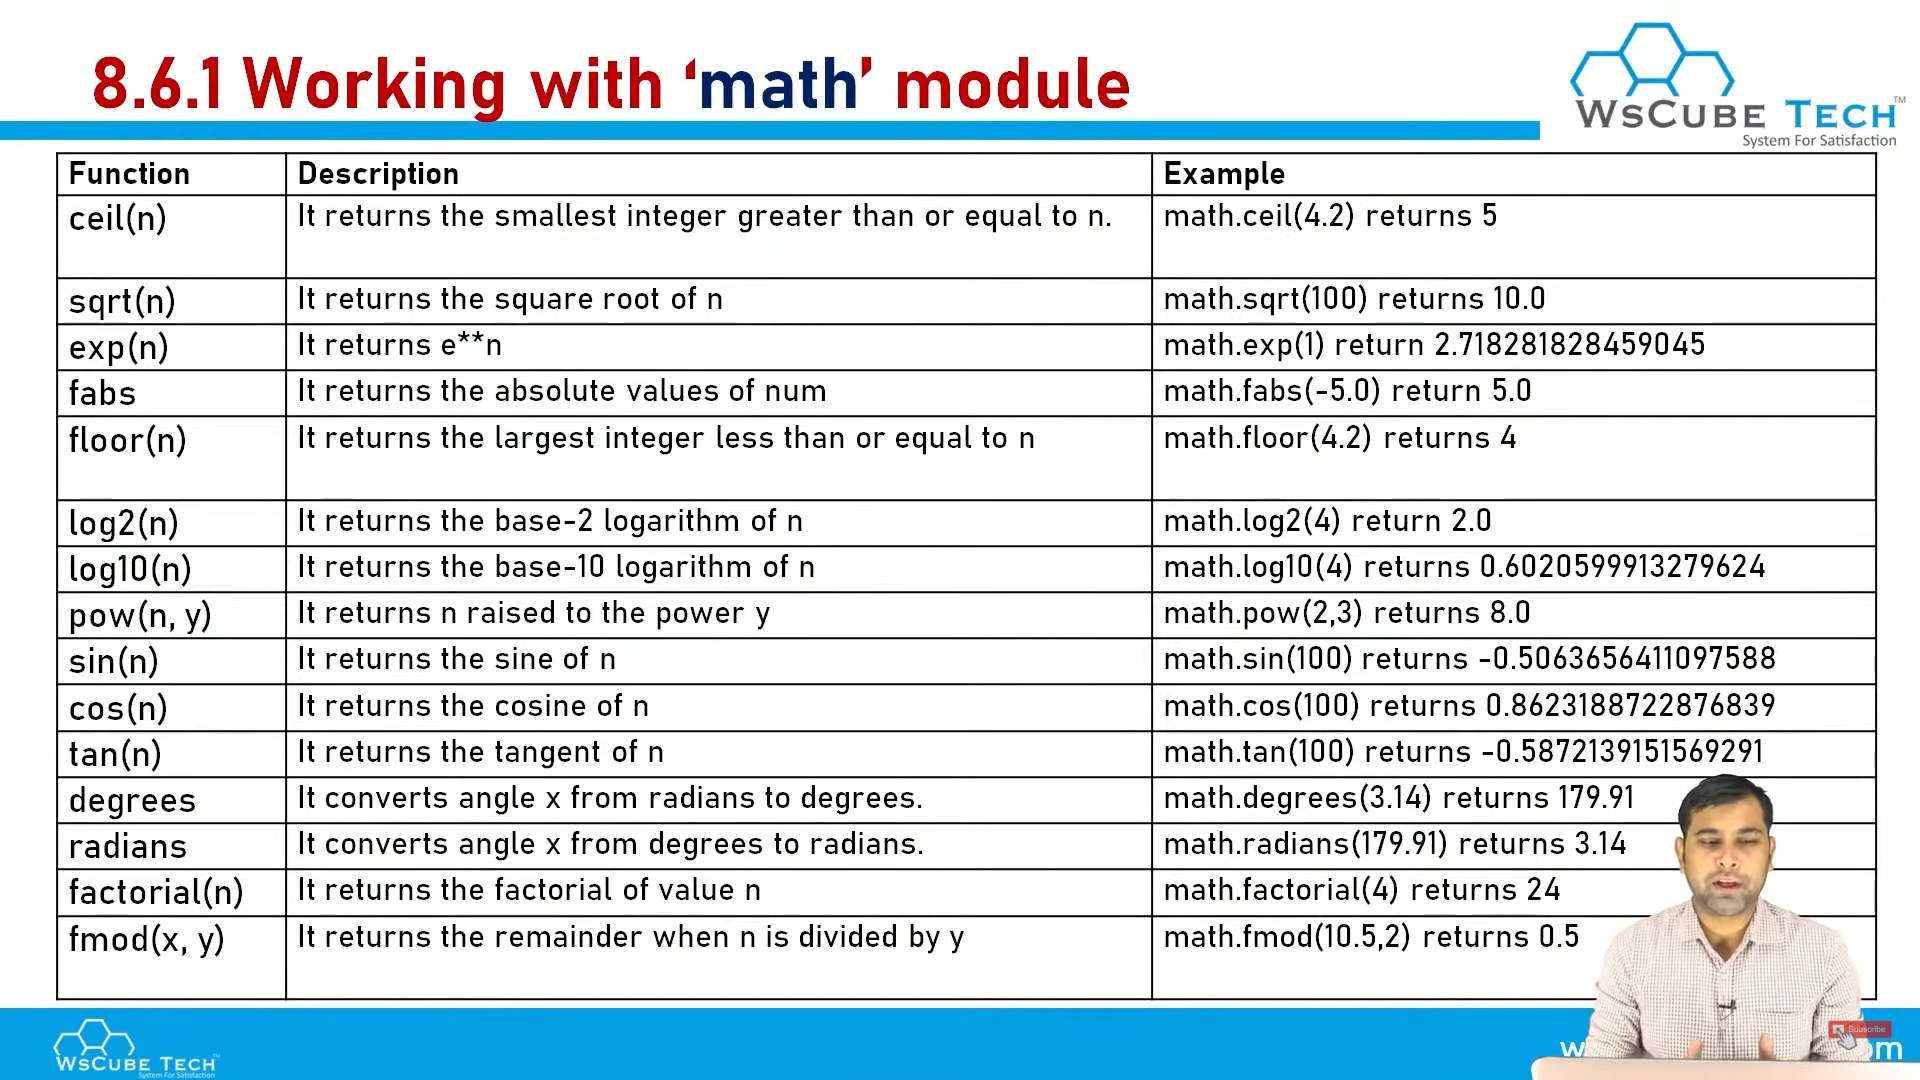 8.6.1 Working with ‘math’ module
WSCUBE TECH™
System For Satisfaction
Function Description Example
ceil(n) It returns the smallest integer greater than or equal to n. math.ceil(4.2) returns 5
sqrt(n) It returns the square root of n math.sqrt(100) returns 10.0
exp(n) It returns e**n math.exp(1) return 2.718281828459045
fabs It returns the absolute values of num math.fabs(-5.0) return 5.0
floor(n) It returns the largest integer less than or equal to n math.floor(4.2) returns 4
log2(n) It returns the base-2 logarithm of n math.log2(4) return 2.0
log10(n) It returns the base-10 logarithm of n math.log10(4) returns 0.6020599913279624
pow(n, y) It returns n raised to the power y math.pow(2,3) returns 8.0
sin(n) It returns the sine of n math.sin(100) returns -0.5063656411097588
cos(n) It returns the cosine of n math.cos(100) returns 0.8623188722876839
tan(n) It returns the tangent of n math.tan(100) returns -0.5872139151569291
degrees It converts angle x from radians to degrees. math.degrees(3.14) returns 179.91
radians It converts angle x from degrees to radians. math.radians(179.91) returns 3.14
factorial(n) It returns the factorial of value n math.factorial(4) returns 24
fmod(x, y) It returns the remainder when n is divided by y math.fmod(10.5,2) returns 0.5
WSCUBE TECH
System For Satisfaction
Subscribe